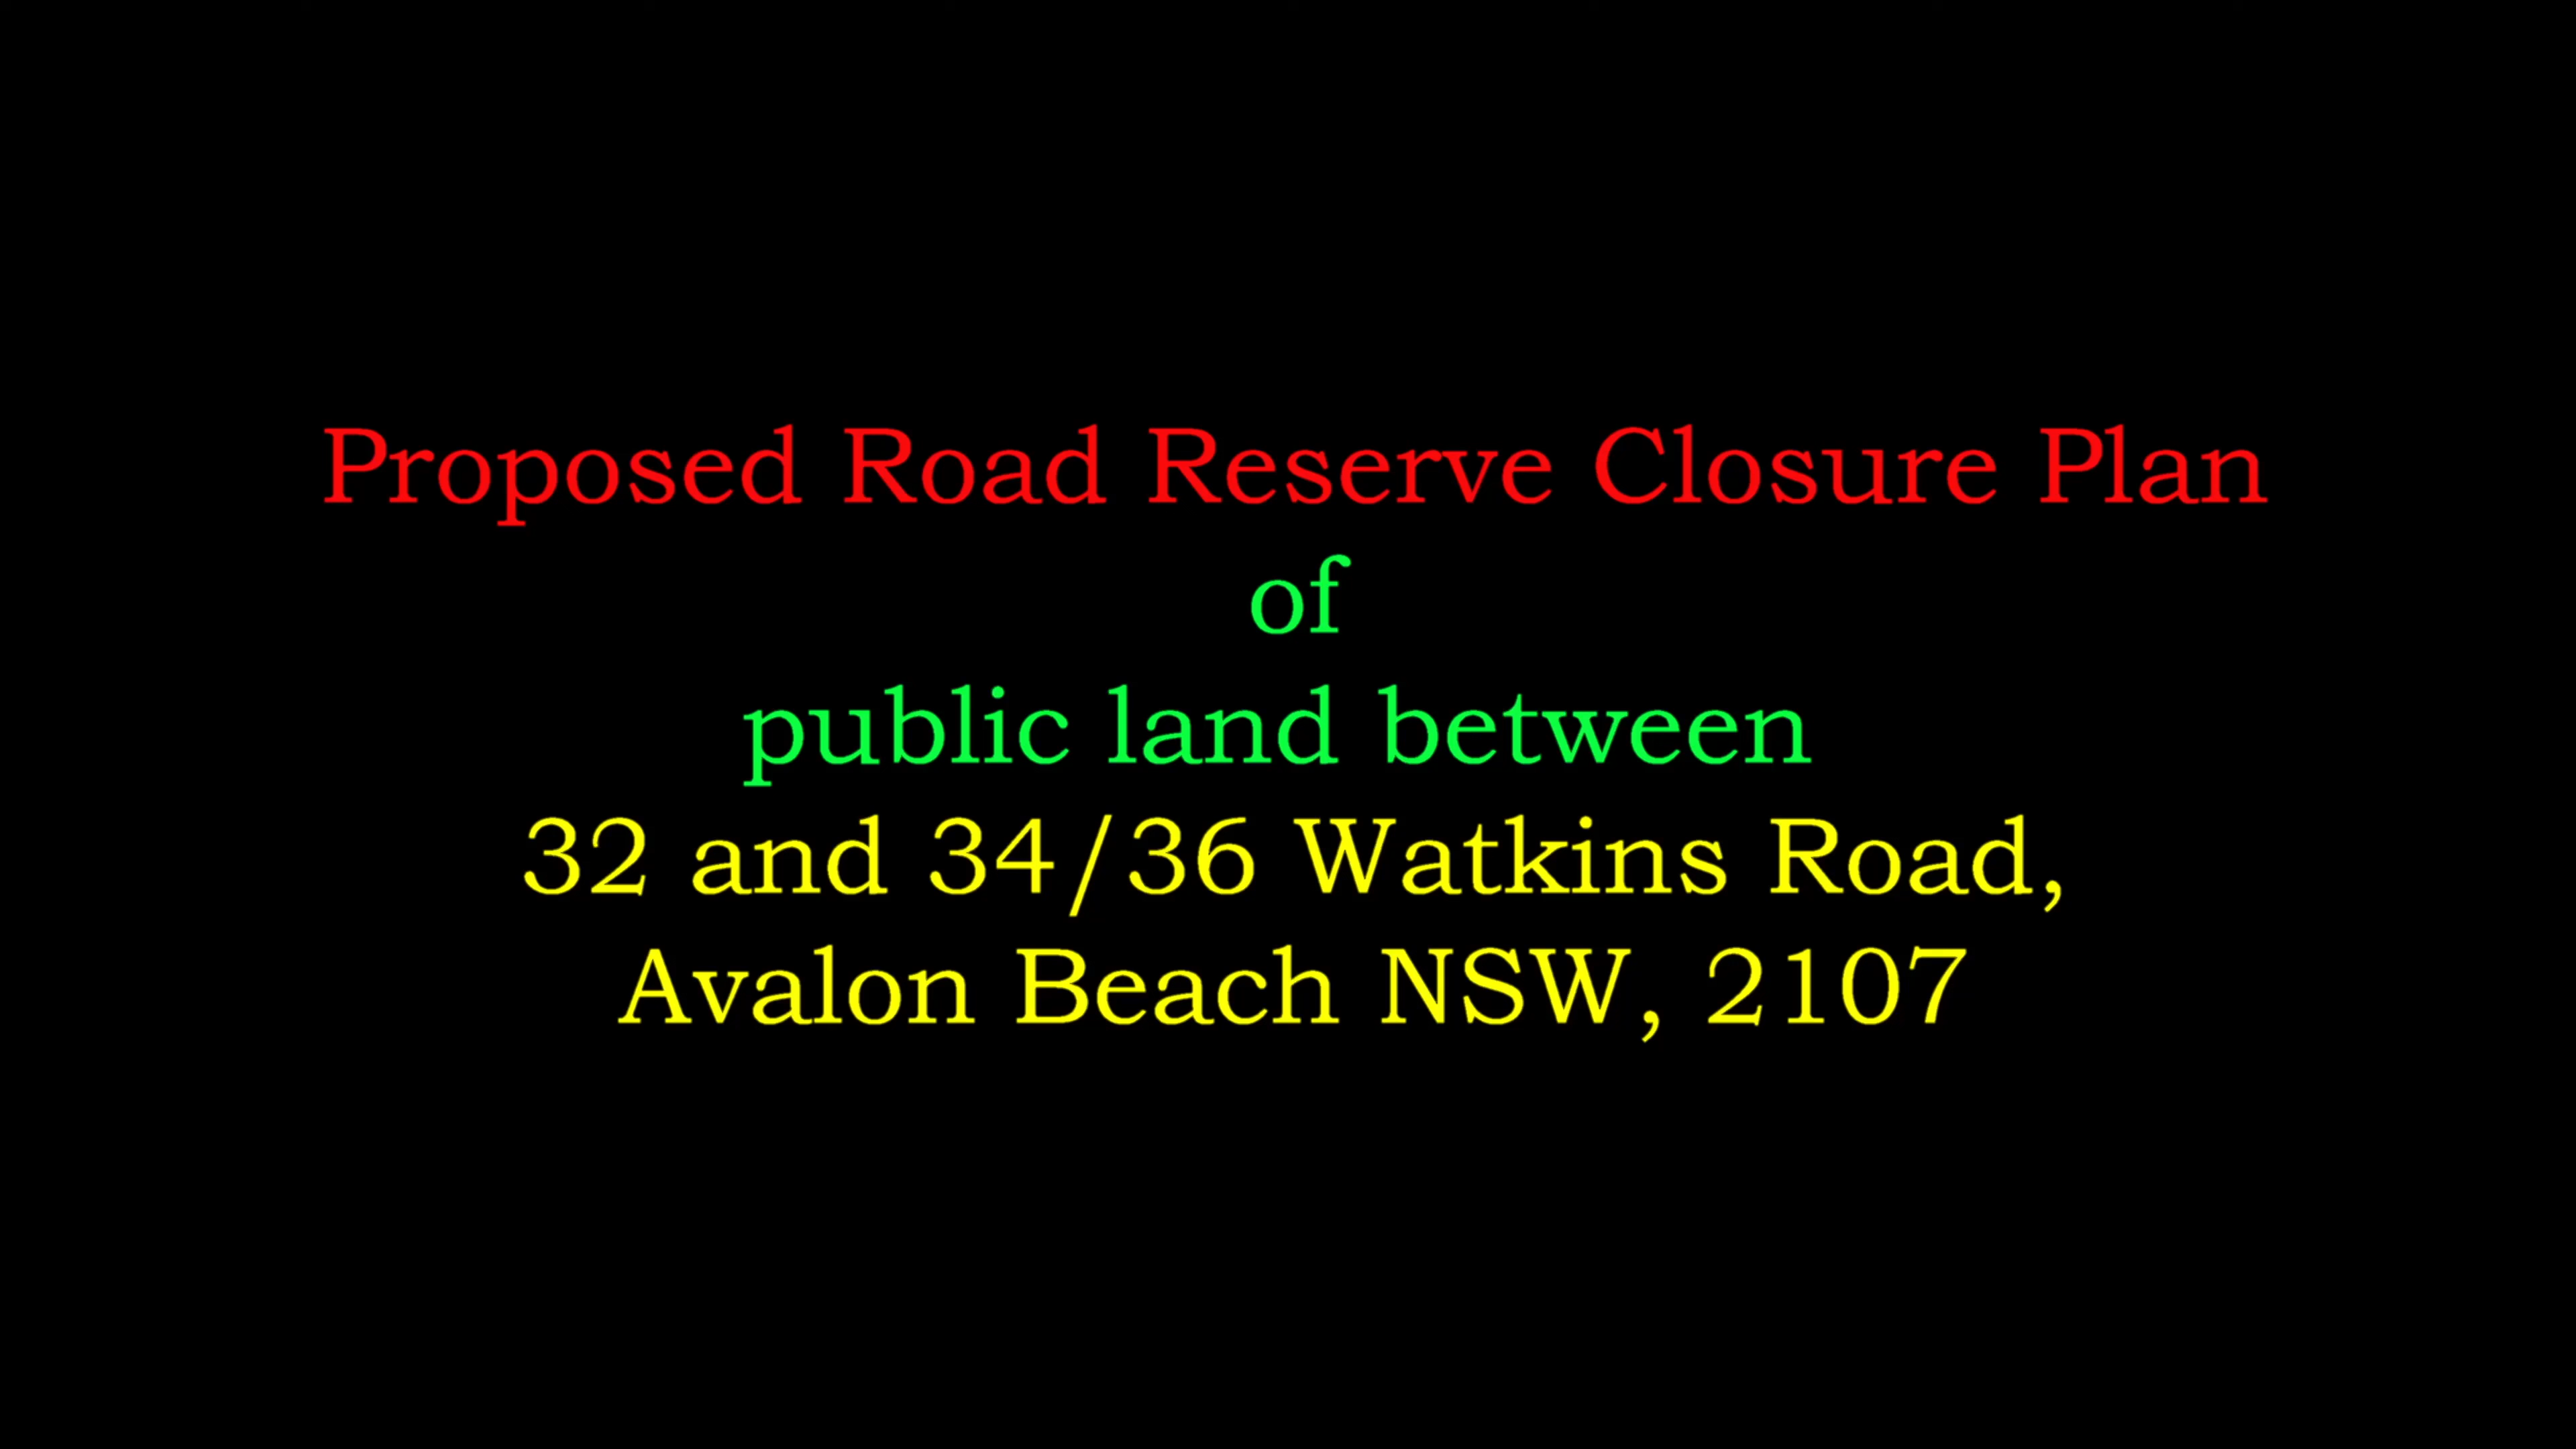 Proposed Road Reserve Closure Plan
of
public land between
32 and 34/36 Watkins Road,
Avalon Beach NSW, 2107